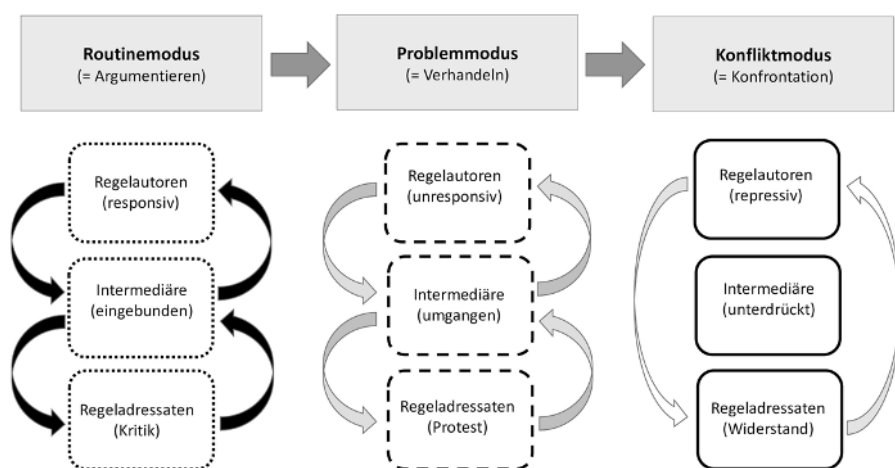 Routinemodus
(= Argumentieren)
Problemmodus
(= Verhandeln)
Konfliktmodus
(= Konfrontation)
Regelautoren
(responsiv)
Intermediäre
(eingebunden)
Regeladressaten
(Kritik)
Regelautoren
(unresponsiv)
Intermediäre
(umgangen)
Regeladressaten
(Protest)
Regelautoren
(repressiv)
Intermediäre
(unterdrückt)
Regeladressaten
(Widerstand)